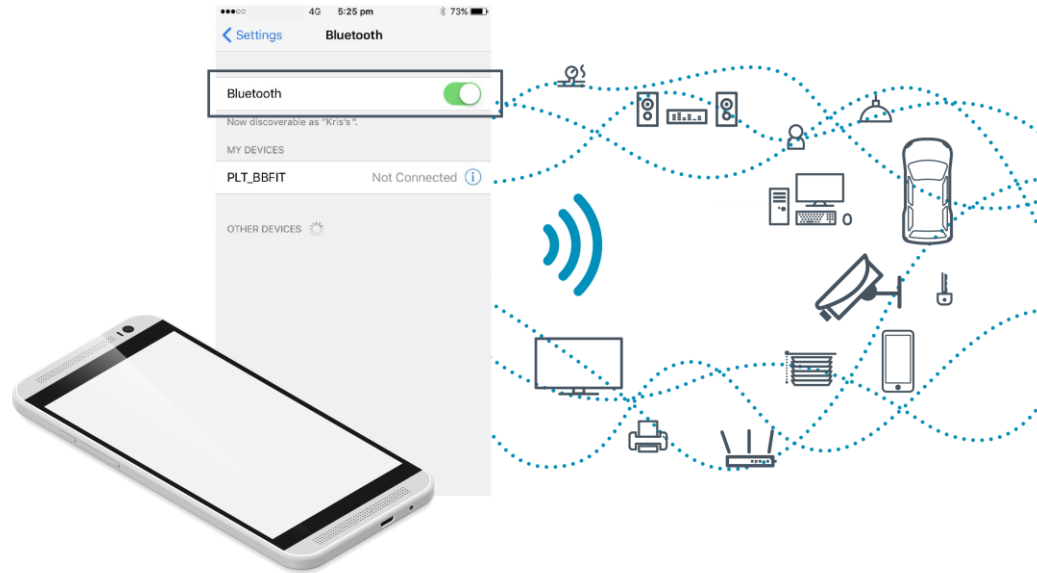 4G 5:25 pm 73%
Settings Bluetooth
Bluetooth
Now discoverable as "Kris's".
MY DEVICES
PLT_BBFIT Not Connected
OTHER DEVICES